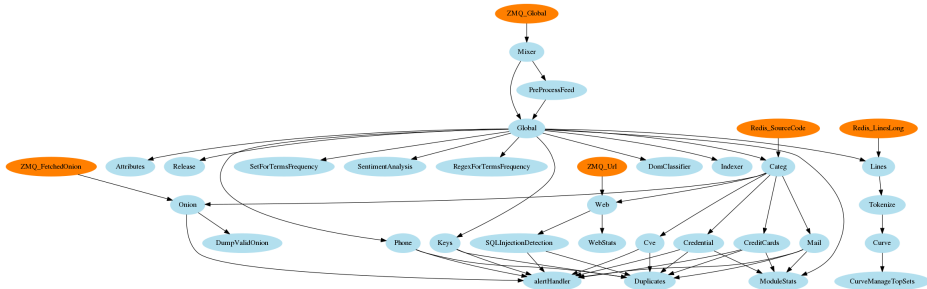 ZMQ_Global
Mixer
PreProcessFeed
Global
Redis_SourceCode
Redis_LinesLong
ZMQ_FetchedOnion
Attributes
Release
SetForTermsFrequency
SentimentAnalysis
RegexForTermsFrequency
ZMQ_Url
DomClassifier
Indexer
Categ
Lines
Onion
Web
Tokenize
DumpValidOnion
Phone
Keys
SQLInjectionDetection
WebStats
Cve
Credential
CreditCards
Mail
Curve
alertHandler
Duplicates
ModuleStats
CurveManageTopSets